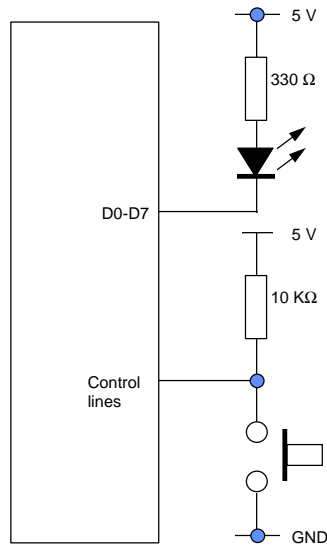 5 V
330 Ω
D0-D7
5 V
10 KΩ
Control
lines
GND